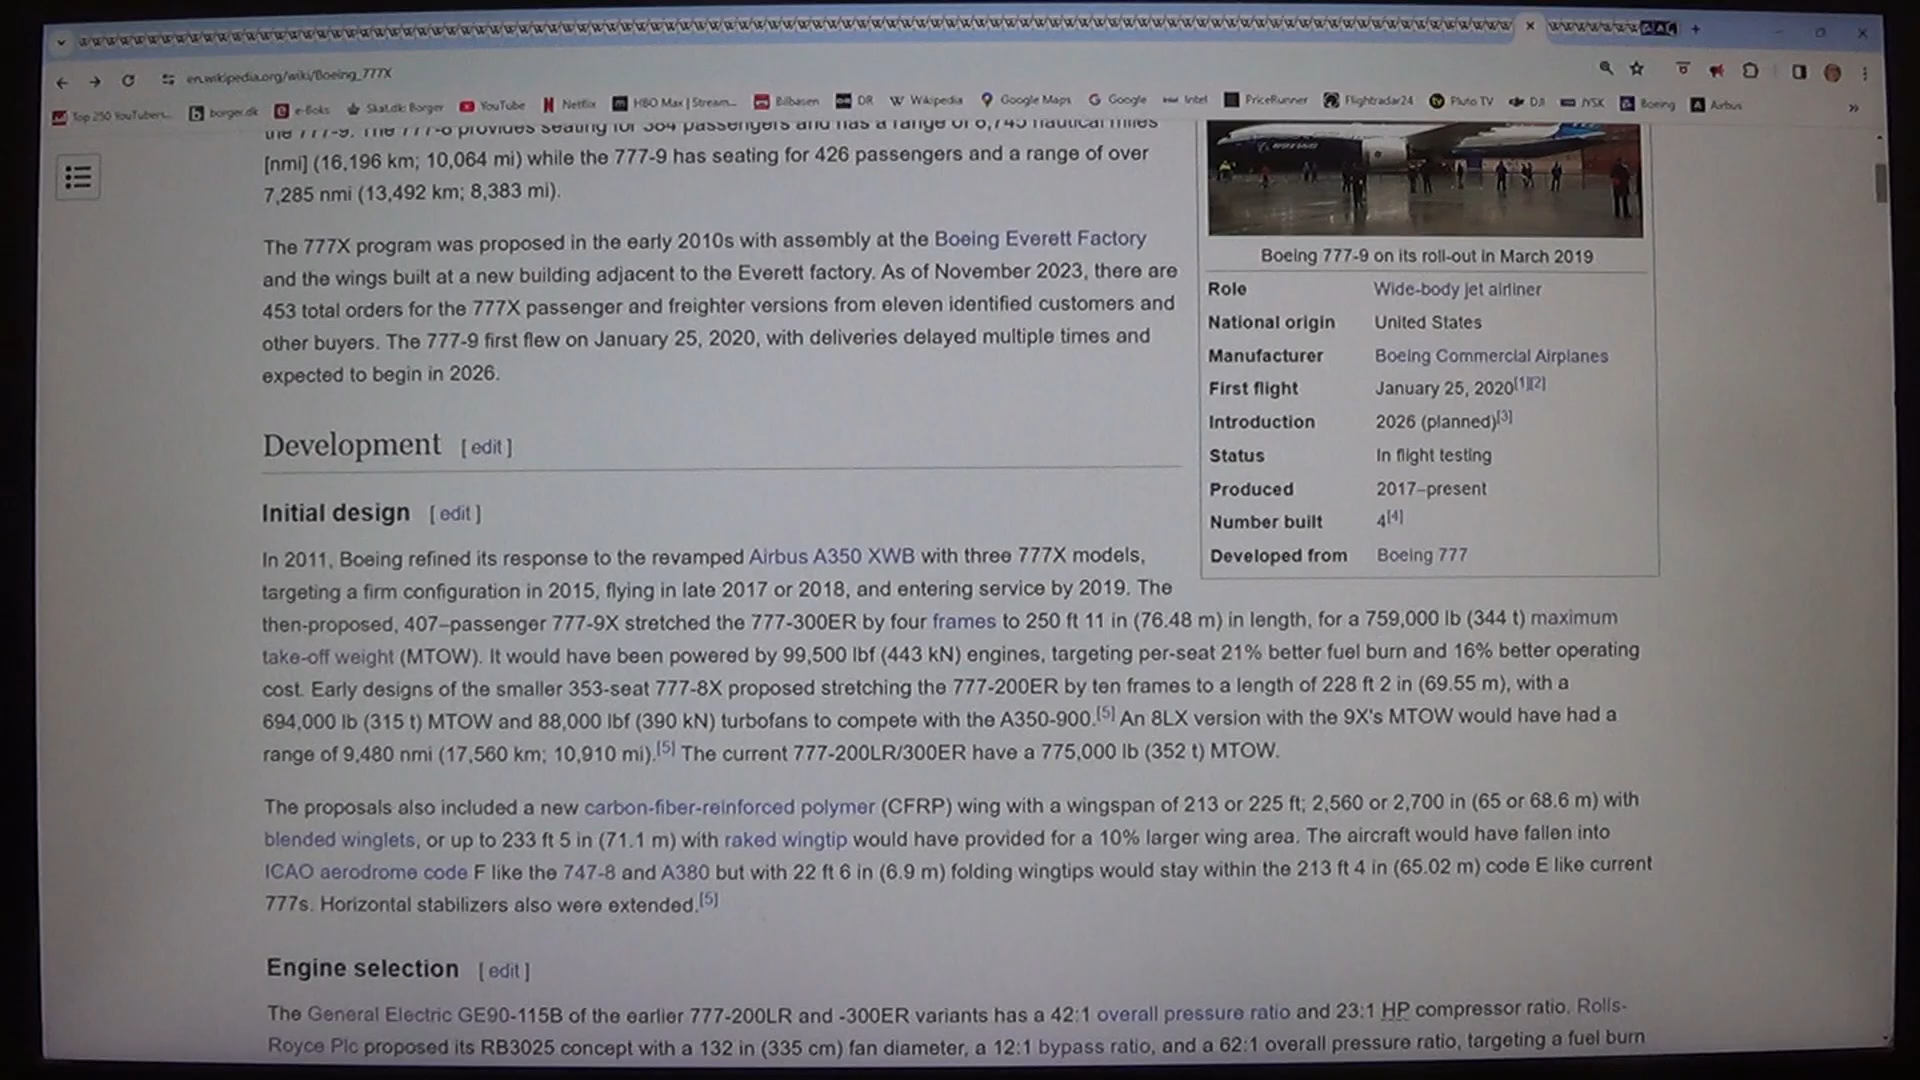 en.wikipedia.org/wiki/Boeing_777X
Top 250 YouTubers... borger.dk e-Boks Skat.dk: Borger YouTube Netflix HBO Max | Stream... Bilbasen DR Wikipedia Google Maps Google Intel PriceRunner Flightradar24 Pluto TV DJI JYSK Boeing Airbus
the 777-9. The 777-8 provides seating for 384 passengers and has a range of 8,745 nautical miles
[nmi] (16,196 km; 10,064 mi) while the 777-9 has seating for 426 passengers and a range of over
7,285 nmi (13,492 km; 8,383 mi).
The 777X program was proposed in the early 2010s with assembly at the Boeing Everett Factory
and the wings built at a new building adjacent to the Everett factory. As of November 2023, there are
453 total orders for the 777X passenger and freighter versions from eleven identified customers and
other buyers. The 777-9 first flew on January 25, 2020, with deliveries delayed multiple times and
expected to begin in 2026.
Boeing 777-9 on its roll-out in March 2019
Role Wide-body jet airliner
National origin United States
Manufacturer Boeing Commercial Airplanes
First flight January 25, 2020[1][2]
Introduction 2026 (planned)[3]
Status In flight testing
Produced 2017–present
Number built 4[4]
Developed from Boeing 777
Development [ edit ]
Initial design [ edit ]
In 2011, Boeing refined its response to the revamped Airbus A350 XWB with three 777X models,
targeting a firm configuration in 2015, flying in late 2017 or 2018, and entering service by 2019. The
then-proposed, 407–passenger 777-9X stretched the 777-300ER by four frames to 250 ft 11 in (76.48 m) in length, for a 759,000 lb (344 t) maximum
take-off weight (MTOW). It would have been powered by 99,500 lbf (443 kN) engines, targeting per-seat 21% better fuel burn and 16% better operating
cost. Early designs of the smaller 353-seat 777-8X proposed stretching the 777-200ER by ten frames to a length of 228 ft 2 in (69.55 m), with a
694,000 lb (315 t) MTOW and 88,000 lbf (390 kN) turbofans to compete with the A350-900.[5] An 8LX version with the 9X's MTOW would have had a
range of 9,480 nmi (17,560 km; 10,910 mi).[5] The current 777-200LR/300ER have a 775,000 lb (352 t) MTOW.
The proposals also included a new carbon-fiber-reinforced polymer (CFRP) wing with a wingspan of 213 or 225 ft; 2,560 or 2,700 in (65 or 68.6 m) with
blended winglets, or up to 233 ft 5 in (71.1 m) with raked wingtip would have provided for a 10% larger wing area. The aircraft would have fallen into
ICAO aerodrome code F like the 747-8 and A380 but with 22 ft 6 in (6.9 m) folding wingtips would stay within the 213 ft 4 in (65.02 m) code E like current
777s. Horizontal stabilizers also were extended.[5]
Engine selection [ edit ]
The General Electric GE90-115B of the earlier 777-200LR and -300ER variants has a 42:1 overall pressure ratio and 23:1 HP compressor ratio. Rolls-
Royce Plc proposed its RB3025 concept with a 132 in (335 cm) fan diameter, a 12:1 bypass ratio, and a 62:1 overall pressure ratio, targeting a fuel burn